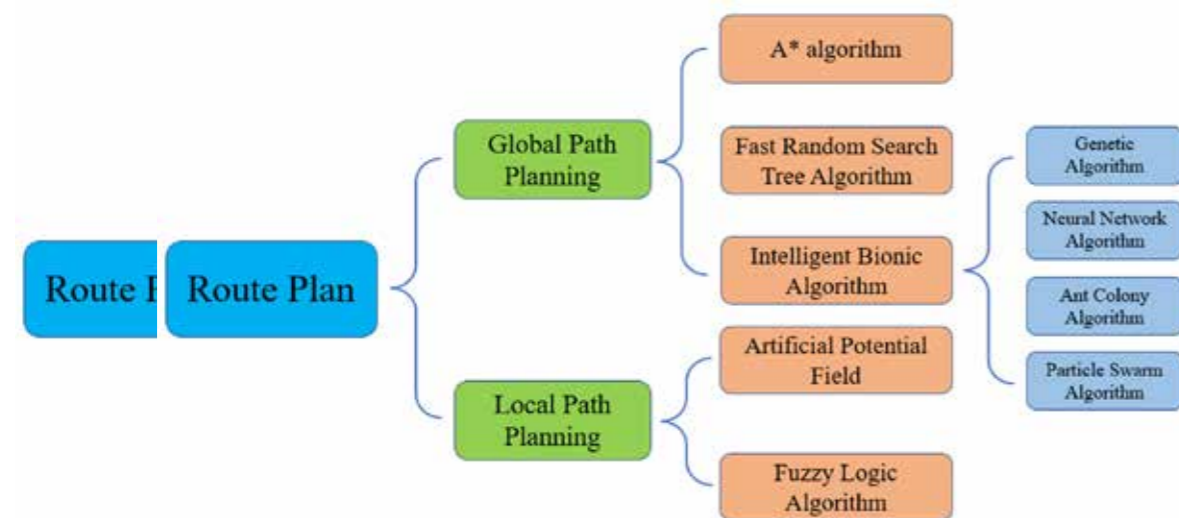 Route P
Route Plan
Global Path
Planning
Local Path
Planning
A* algorithm
Fast Random Search
Tree Algorithm
Intelligent Bionic
Algorithm
Artificial Potential
Field
Fuzzy Logic
Algorithm
Genetic
Algorithm
Neural Network
Algorithm
Ant Colony
Algorithm
Particle Swarm
Algorithm